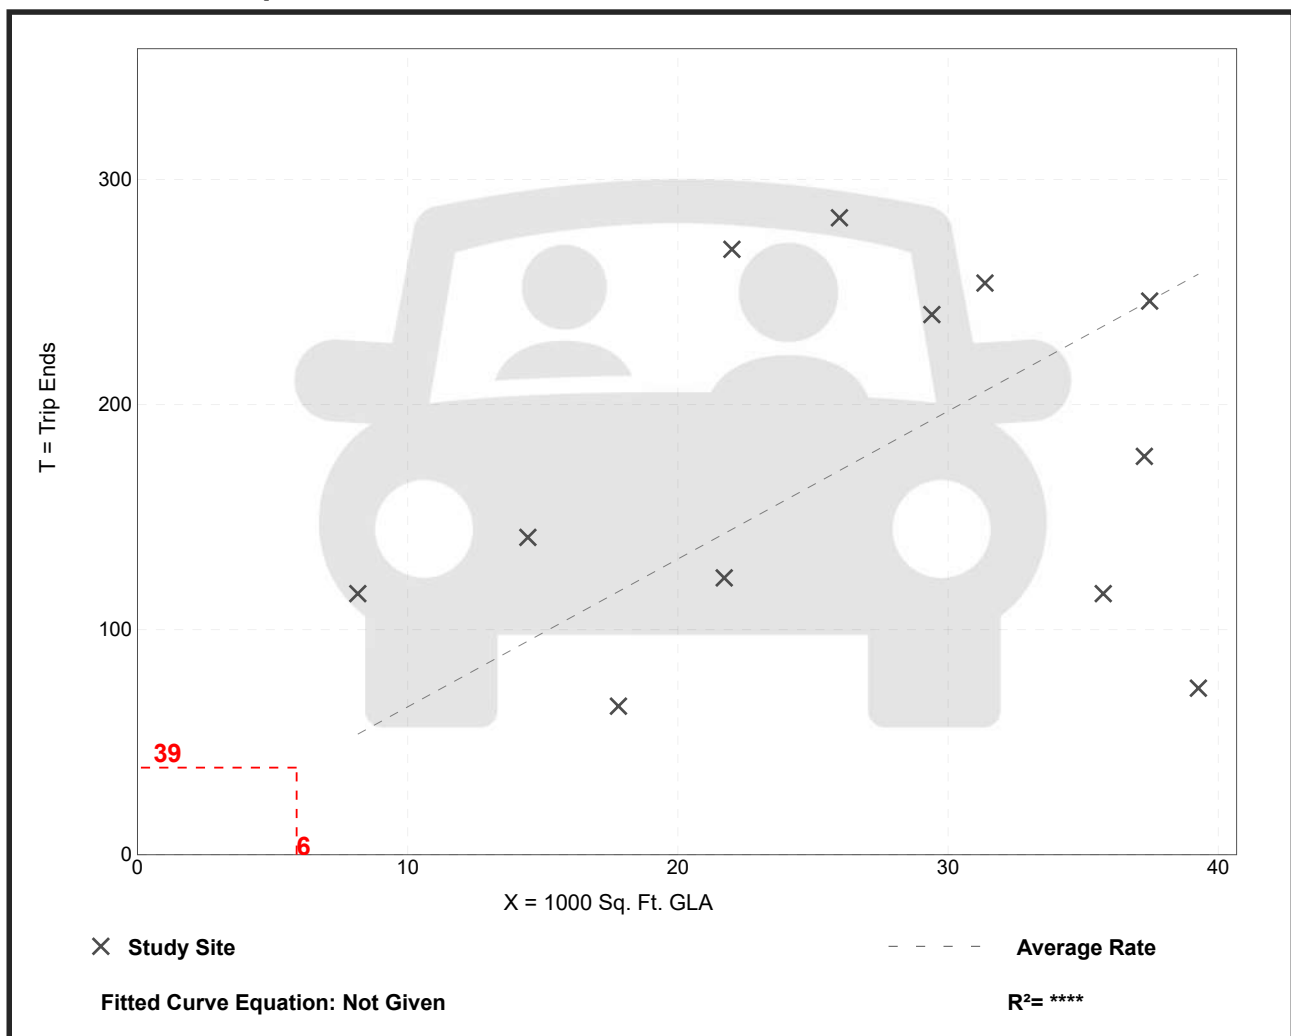 300
200
100
0
T = Trip Ends
39
6
0 10 20 30 40
X = 1000 Sq. Ft. GLA
Study Site Average Rate
Fitted Curve Equation: Not Given R²= ****